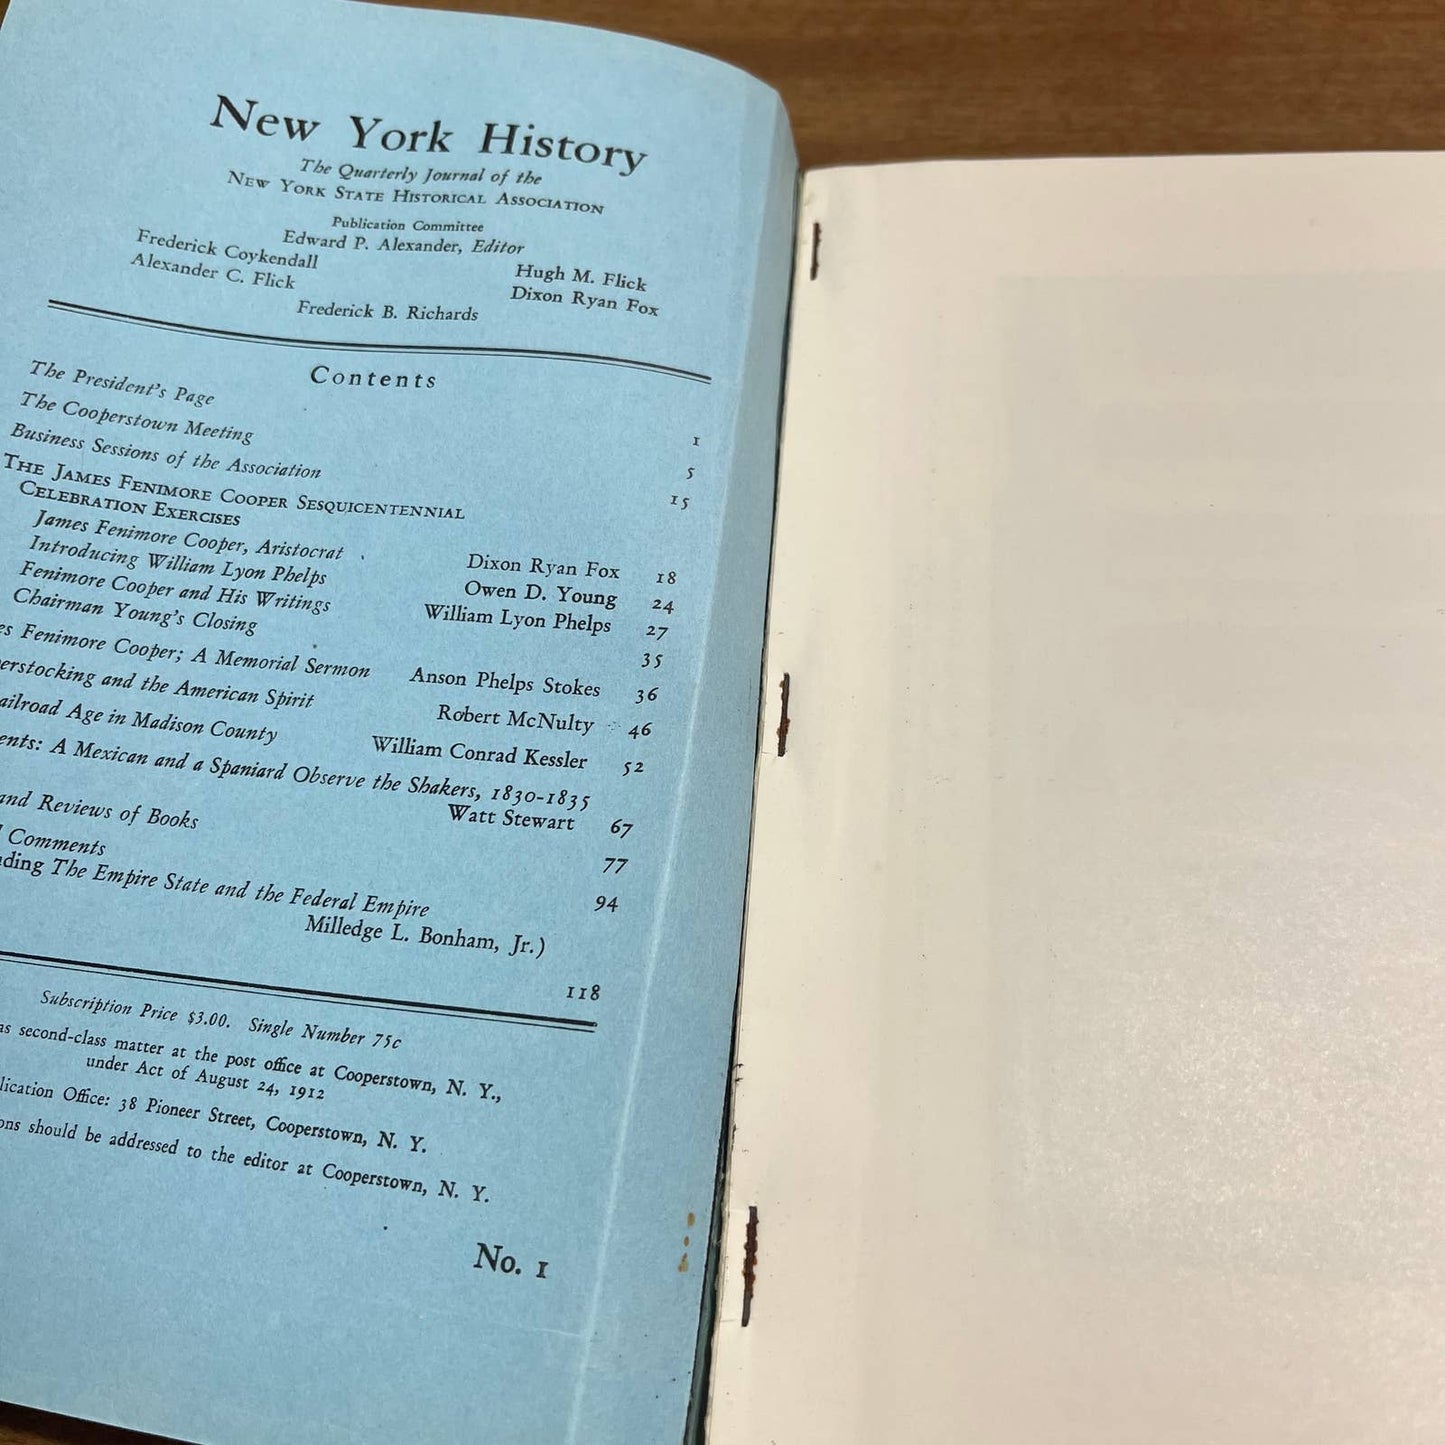 New York History
The Quarterly Journal of the
NEW YORK STATE HISTORICAL ASSOCIATION
Publication Committee
Edward P. Alexander, Editor
Frederick Coykendall Hugh M. Flick
Alexander C. Flick Dixon Ryan Fox
Frederick B. Richards
Contents
The President's Page 1
The Cooperstown Meeting 5
Business Sessions of the Association 15
THE JAMES FENIMORE COOPER SESQUICENTENNIAL
CELEBRATION EXERCISES
James Fenimore Cooper, Aristocrat Dixon Ryan Fox 18
Introducing William Lyon Phelps Owen D. Young 24
Fenimore Cooper and His Writings William Lyon Phelps 27
Chairman Young's Closing 35
Fenimore Cooper; A Memorial Sermon Anson Phelps Stokes 36
and the American Spirit Robert McNulty 46
Age in Madison County William Conrad Kessler 52
A Mexican and a Spaniard Observe the Shakers, 1830-1835
Watt Stewart 67
and Reviews of Books 77
Comments 94
The Empire State and the Federal Empire
Milledge L. Bonham, Jr.)
118
Subscription Price $3.00. Single Number 75c
as second-class matter at the post office at Cooperstown, N. Y.,
under Act of August 24, 1912
Office: 38 Pioneer Street, Cooperstown, N. Y.
should be addressed to the editor at Cooperstown, N. Y.
No. 1